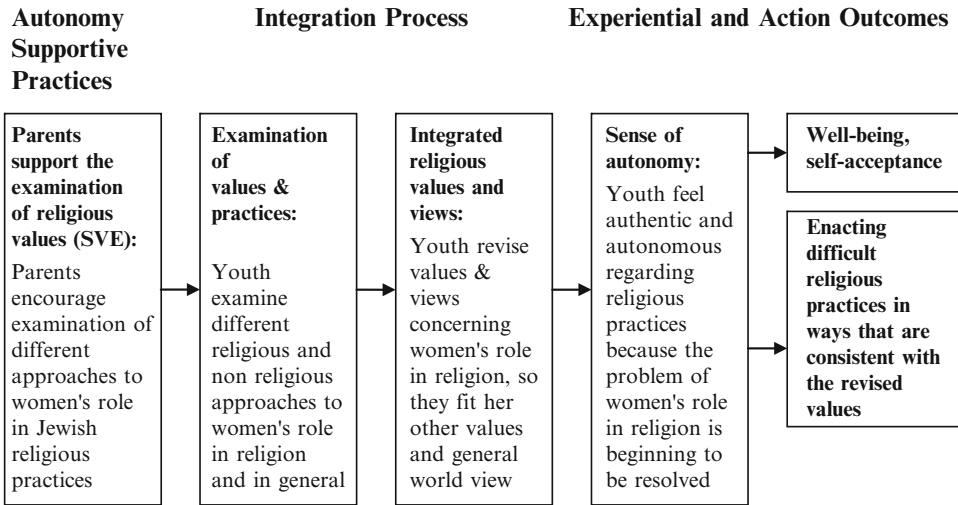 Autonomy
Supportive
Practices
Integration Process
Experiential and Action Outcomes
Parents
support the
examination
of religious
values (SVE):
Parents
encourage
examination of
different
approaches to
women's role
in Jewish
religious
practices
Examination
of
values &
practices:
Youth
examine
different
religious and
non religious
approaches to
women's role
in religion
and in general
Integrated
religious
values and
views:
Youth revise
values &
views
concerning
women's role
in religion, so
they fit her
other values
and general
world view
Sense of
autonomy:
Youth feel
authentic and
autonomous
regarding
religious
practices
because the
problem of
women's role
in religion is
beginning to
be resolved
Well-being,
self-acceptance
Enacting
difficult
religious
practices in
ways that are
consistent with
the revised
values